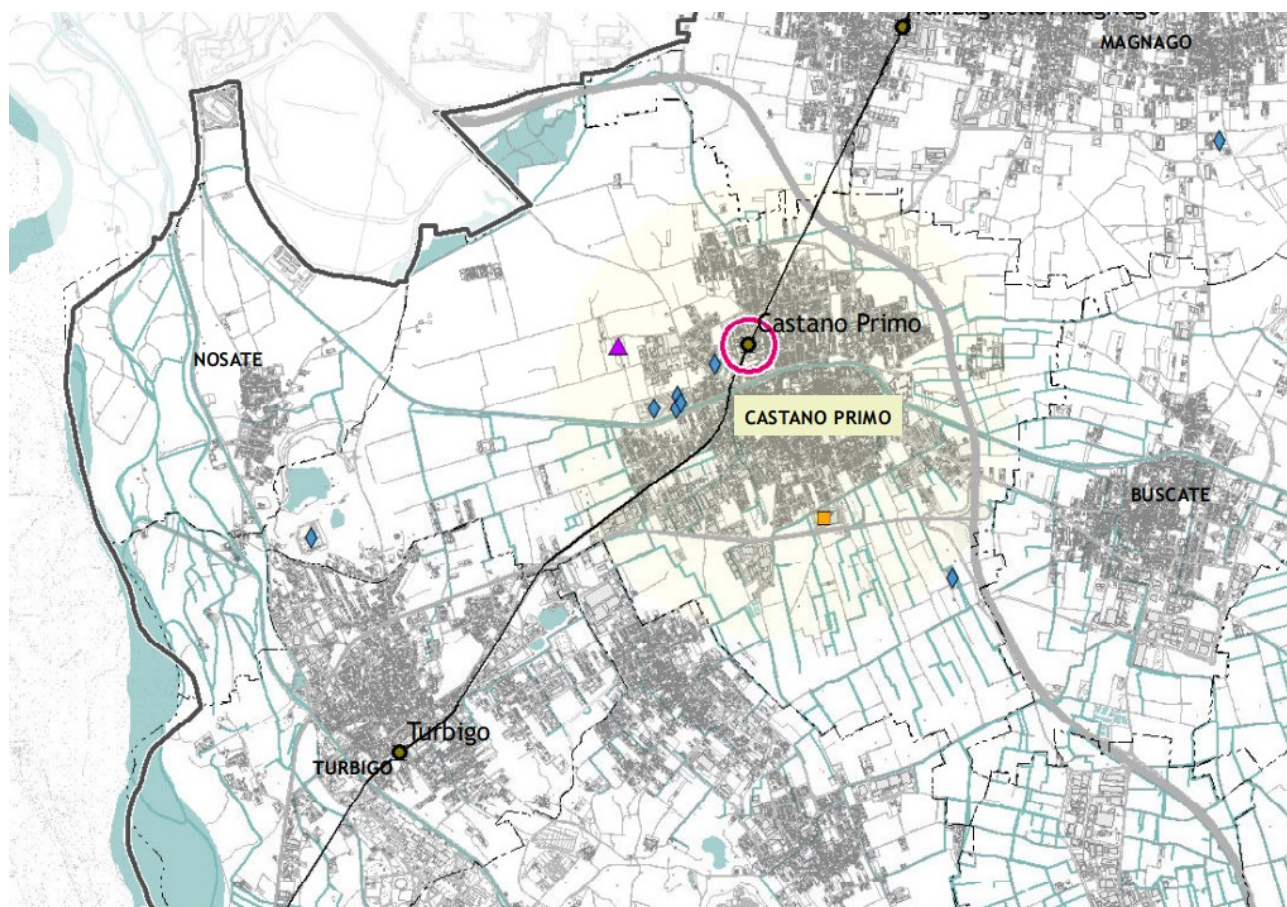 MAGNAGO
Castano Primo
NOSATE
CASTANO PRIMO
BUSCATE
Turbigo
TURBIGO